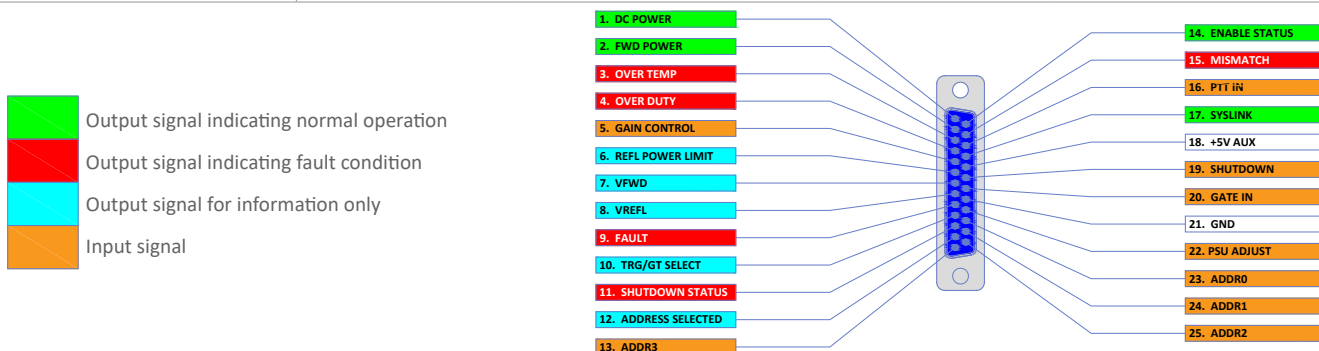 Output signal indicating normal operation
Output signal indicating fault condition
Output signal for information only
Input signal
1. DC POWER
2. FWD POWER
3. OVER TEMP
4. OVER DUTY
5. GAIN CONTROL
6. REFL POWER LIMIT
7. VFWD
8. VREFL
9. FAULT
10. TRG/GT SELECT
11. SHUTDOWN STATUS
12. ADDRESS SELECTED
13. ADDR3
14. ENABLE STATUS
15. MISMATCH
16. PTT iN
17. SYSLINK
18. +5V AUX
19. SHUTDOWN
20. GATE IN
21. GND
22. PSU ADJUST
23. ADDR0
24. ADDR1
25. ADDR2